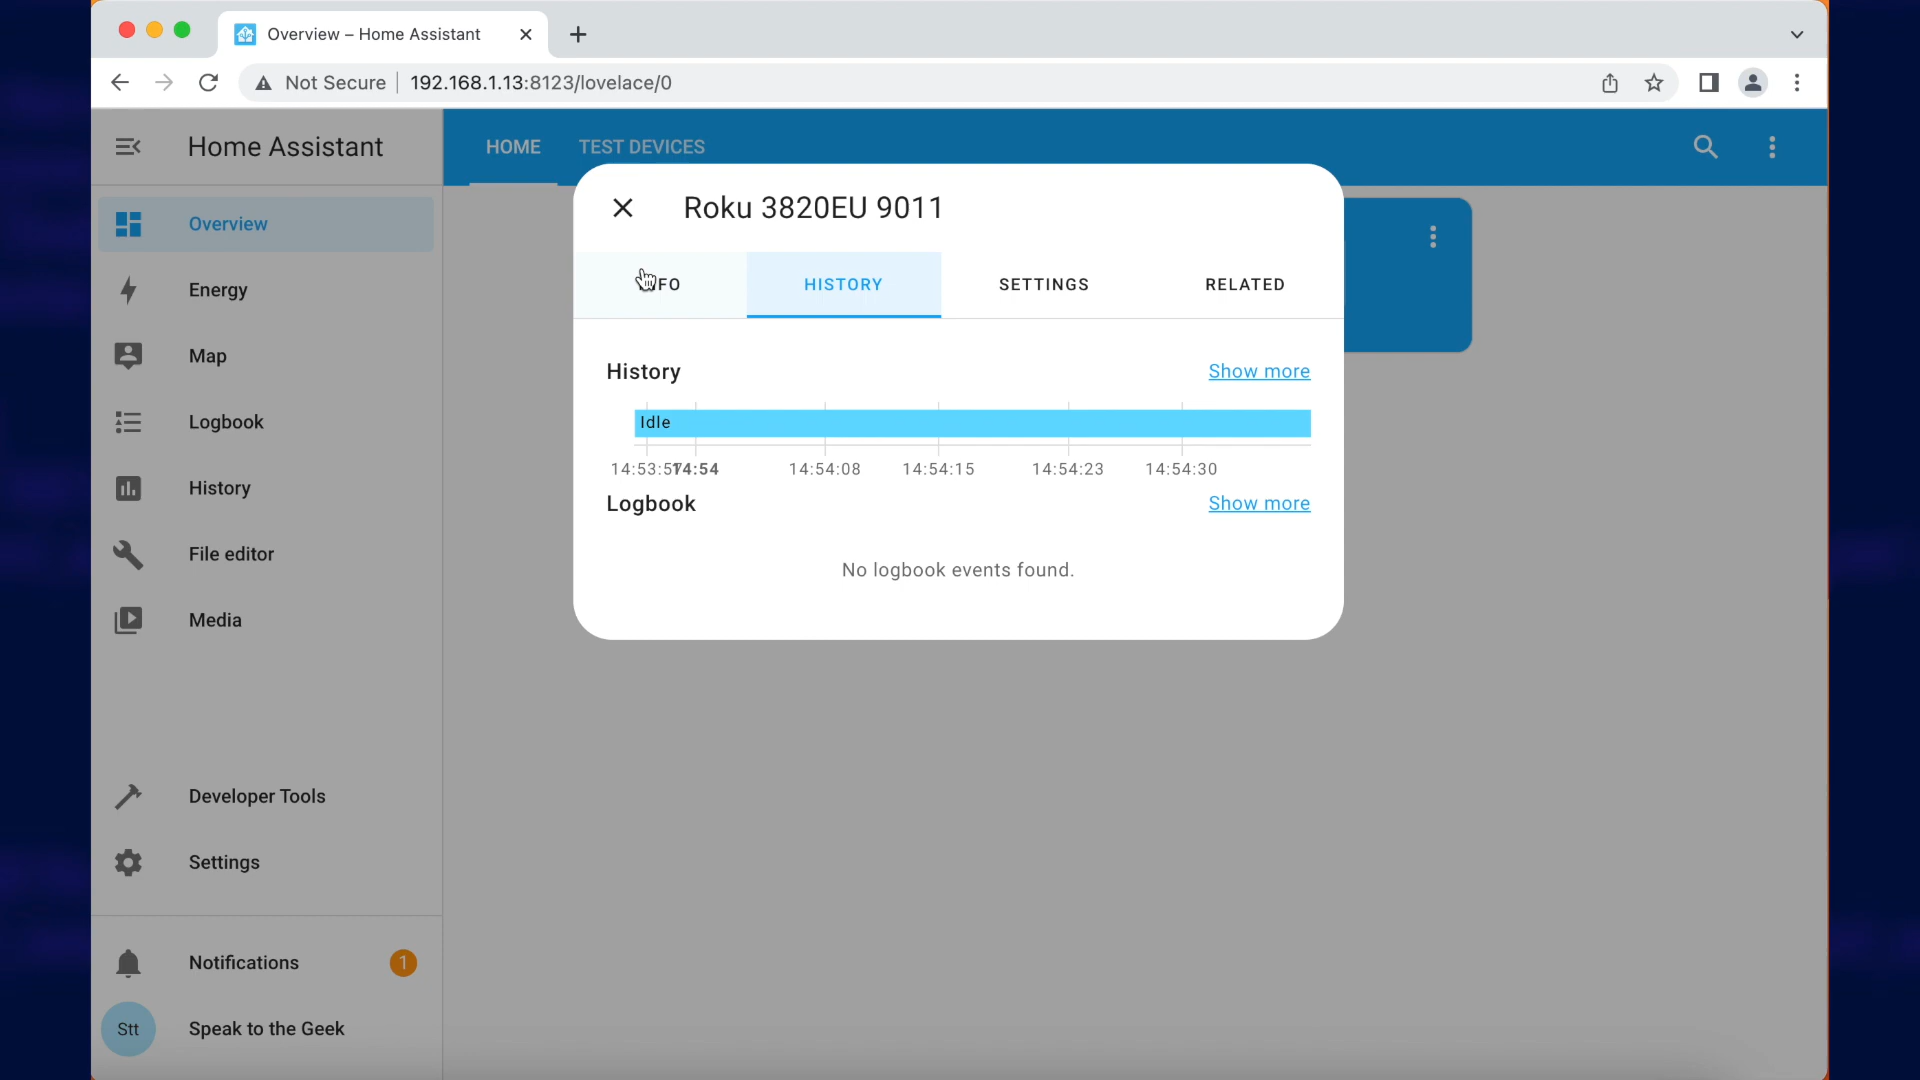 Overview – Home Assistant
Not Secure
192.168.1.13:8123/lovelace/0
Home Assistant
HOME
TEST DEVICES
Overview
Energy
Map
Logbook
History
File editor
Media
Developer Tools
Settings
Notifications
1
Stt
Speak to the Geek
Roku 3820EU 9011
HISTORY
SETTINGS
RELATED
History
Show more
Idle
14:54
14:54:08
14:54:15
14:54:23
14:54:30
Logbook
Show more
No logbook events found.